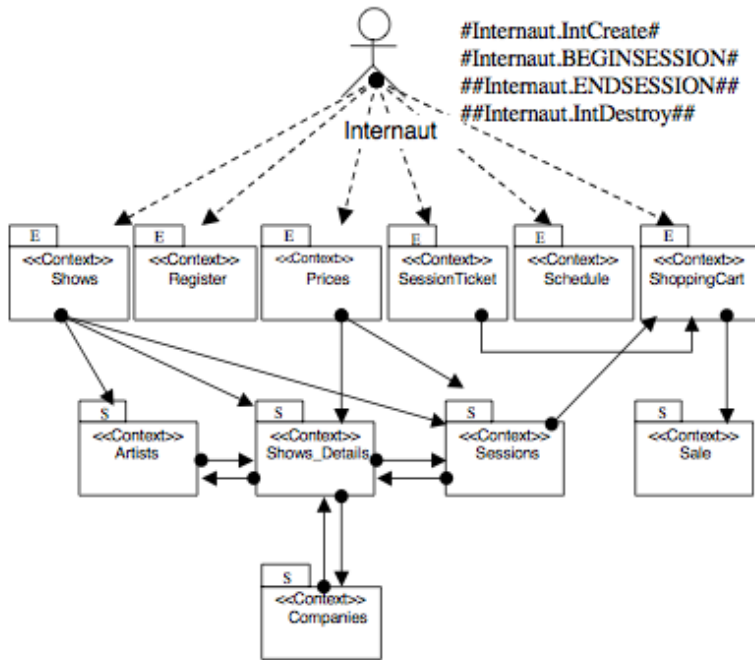 #Internaut.IntCreate#
#Internaut.BEGINSESSION#
##Internaut.ENDSESSION##
##Internaut.IntDestroy##
Internaut
E
<<Context>>
Shows
E
<<Context>>
Register
E
<<Context>>
Prices
E
<<Context>>
SessionTicket
E
<<Context>>
Schedule
E
<<Context>>
ShoppingCart
S
<<Context>>
Artists
S
<<Context>>
Shows_Details
S
<<Context>>
Sessions
S
<<Context>>
Sale
S
<<Context>>
Companies